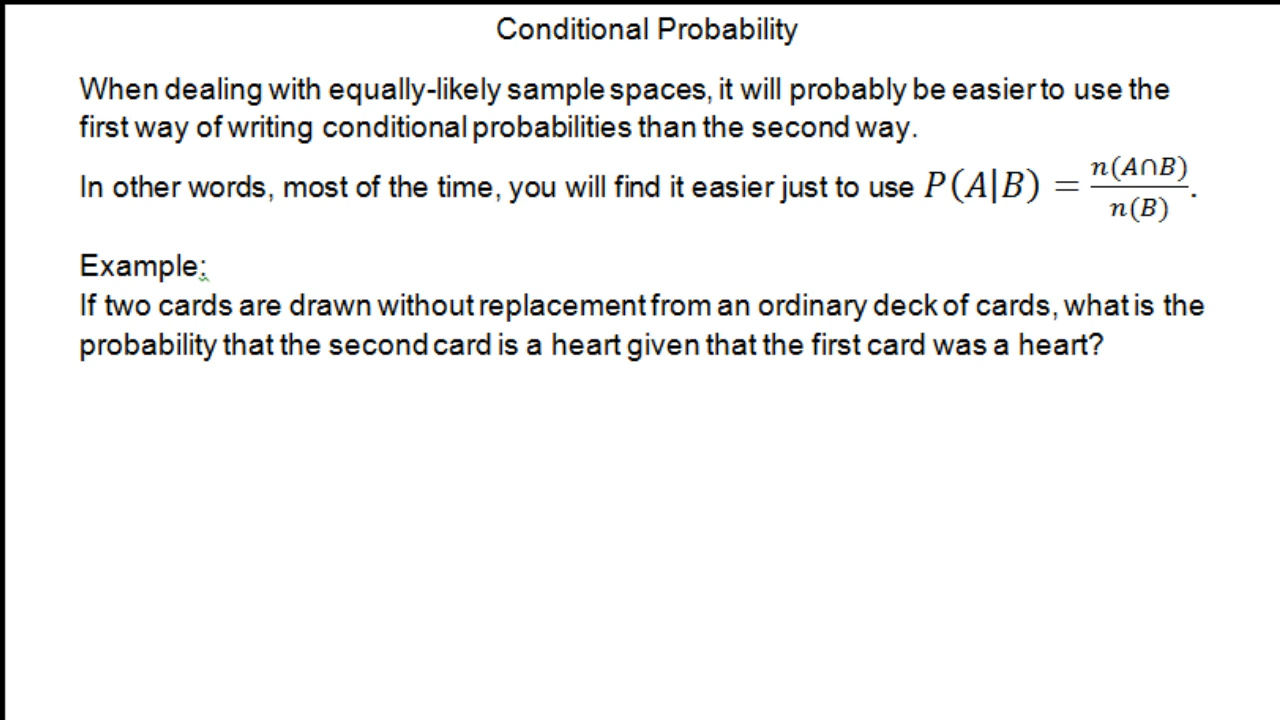 Conditional Probability
When dealing with equally-likely sample spaces, it will probably be easier to use the
first way of writing conditional probabilities than the second way.
In other words, most of the time, you will find it easier just to use P(A|B) = n(A∩B)/n(B).
Example:
If two cards are drawn without replacement from an ordinary deck of cards, what is the
probability that the second card is a heart given that the first card was a heart?